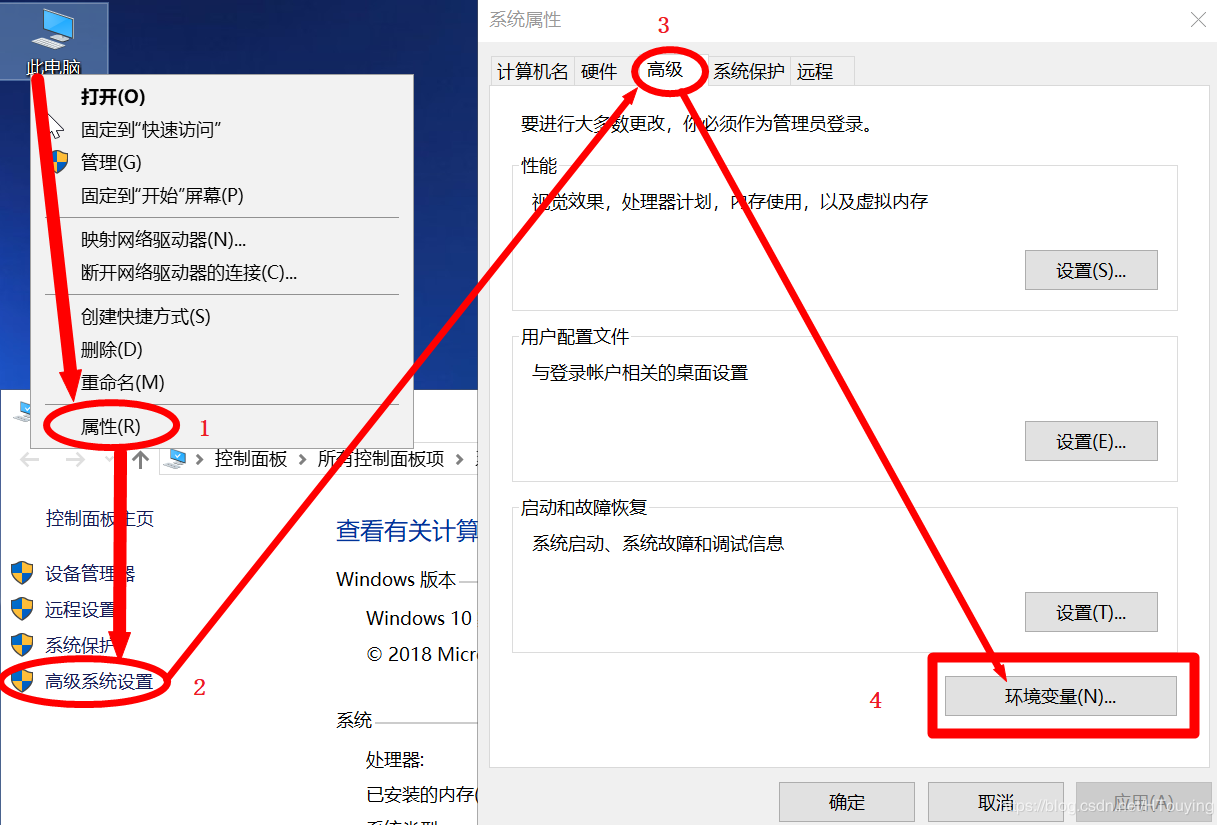 此电脑
打开(O)
固定到“快速访问”
管理(G)
固定到“开始”屏幕(P)
映射网络驱动器(N)...
断开网络驱动器的连接(C)...
创建快捷方式(S)
删除(D)
重命名(M)
属性(R)
1
控制面板
所有控制面板项
控制面板主页
设备管理器
远程设置
系统保护
高级系统设置
2
查看有关计算
Windows 版本
Windows 10
© 2018 Micr
系统
处理器:
已安装的内存(
系统属性
3
计算机名 硬件 高级 系统保护 远程
要进行大多数更改，你必须作为管理员登录。
性能
视觉效果，处理器计划，内存使用，以及虚拟内存
设置(S)...
用户配置文件
与登录帐户相关的桌面设置
设置(E)...
启动和故障恢复
系统启动、系统故障和调试信息
设置(T)...
4
环境变量(N)...
确定 取消 应用(A)